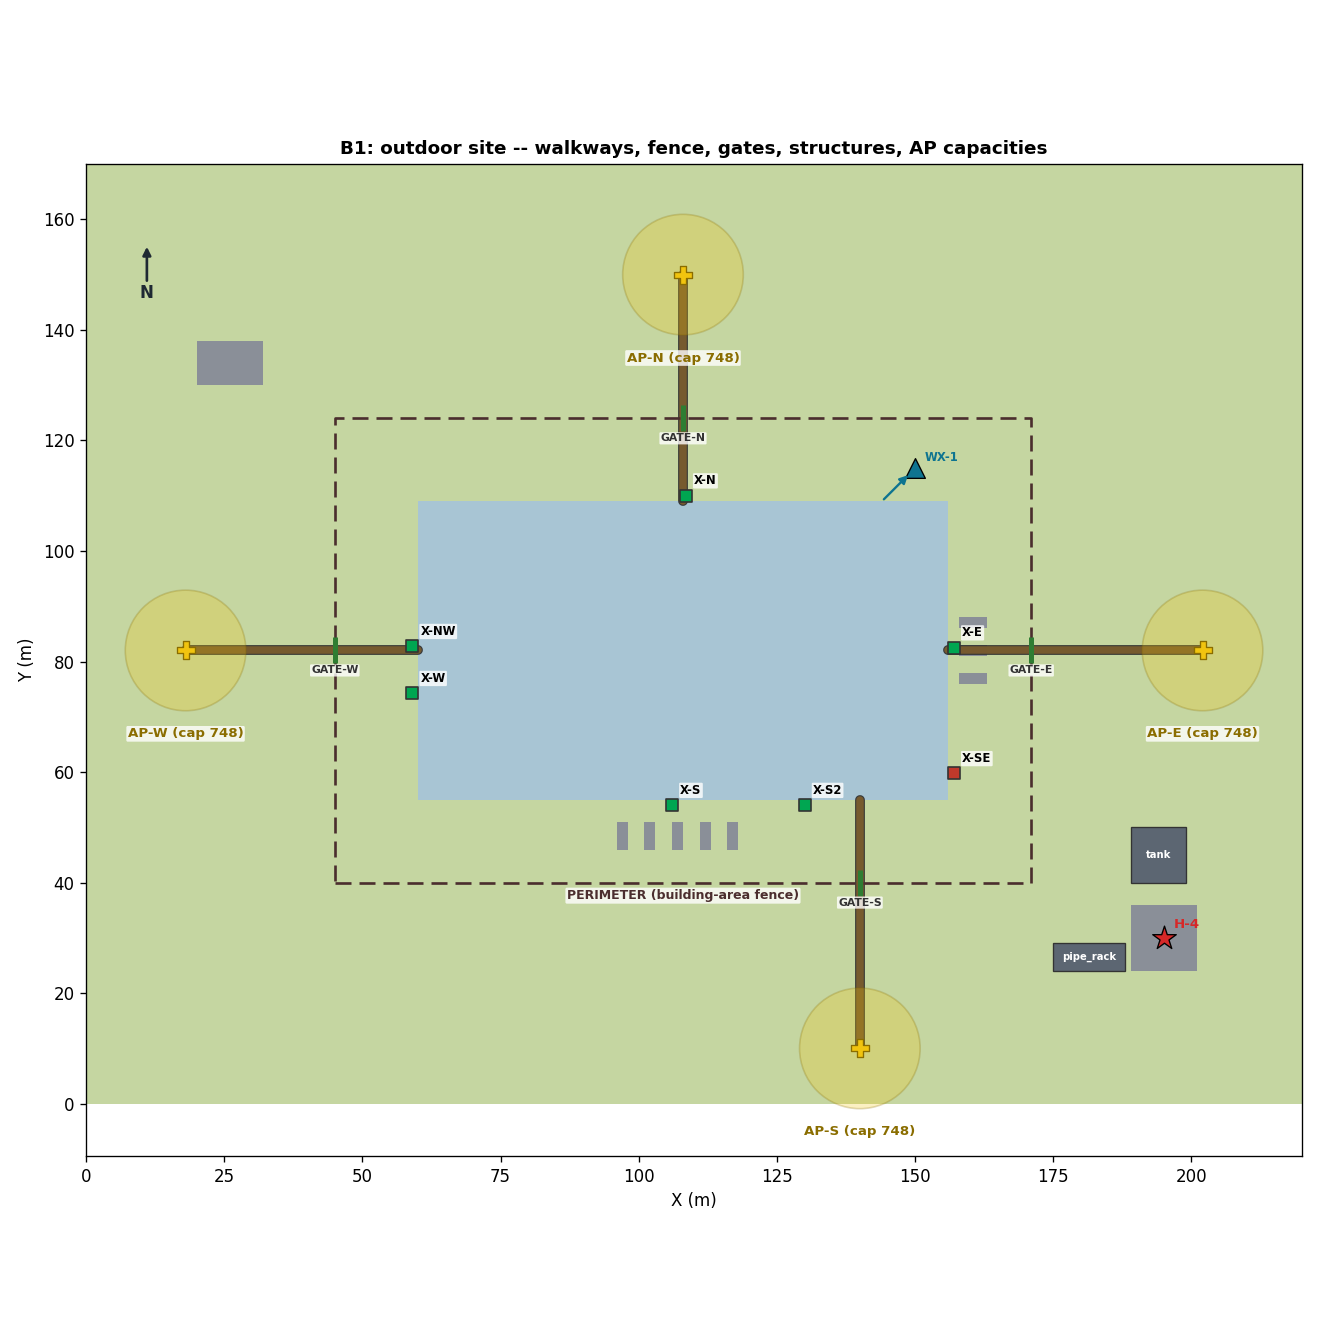 B1: outdoor site -- walkways, fence, gates, structures, AP capacities
160
140
120
100
80
60
40
20
0
Y (m)
N
AP-N (cap 748)
GATE-N
X-N
WX-1
X-NW
GATE-W
X-W
AP-W (cap 748)
X-E
GATE-E
AP-E (cap 748)
X-SE
X-S
X-S2
PERIMETER (building-area fence)
GATE-S
tank
H-4
pipe_rack
AP-S (cap 748)
0
25
50
75
100
125
150
175
200
X (m)